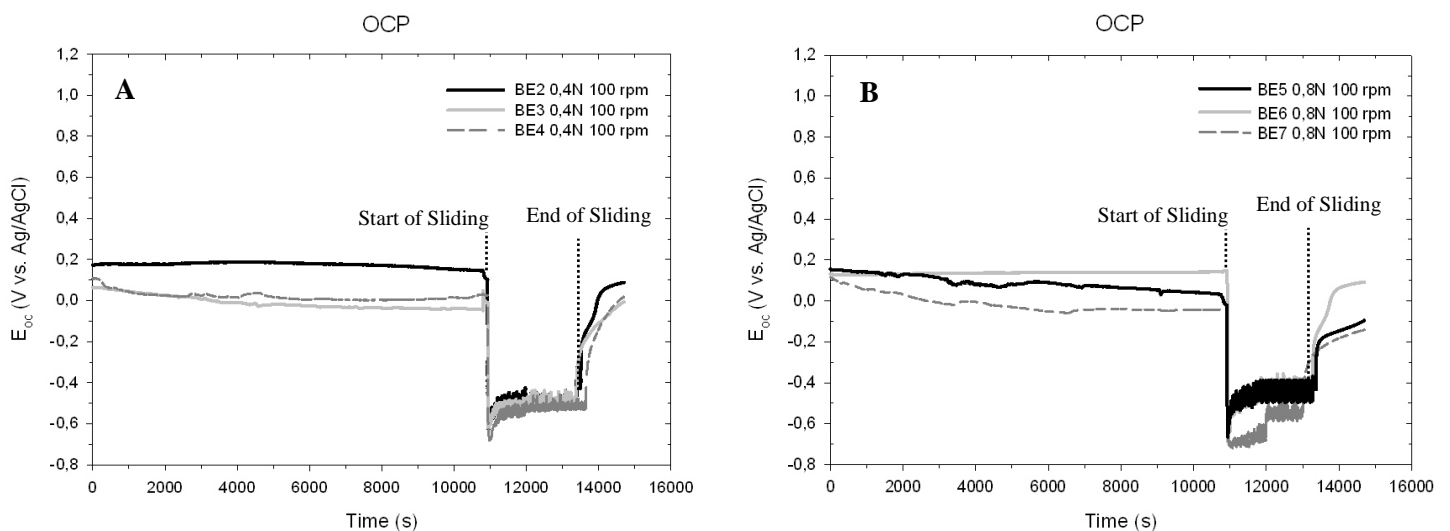 OCP
1,2
1,0
0,8
0,6
0,4
0,2
0,0
-0,2
-0,4
-0,6
-0,8
E_oc (V vs. Ag/AgCl)
A
BE2 0,4N 100 rpm
BE3 0,4N 100 rpm
BE4 0,4N 100 rpm
Start of Sliding
End of Sliding
0 2000 4000 6000 8000 10000 12000 14000 16000
Time (s)
OCP
1,2
1,0
0,8
0,6
0,4
0,2
0,0
-0,2
-0,4
-0,6
-0,8
E_oc (V vs. Ag/AgCl)
B
BE5 0,8N 100 rpm
BE6 0,8N 100 rpm
BE7 0,8N 100 rpm
Start of Sliding
End of Sliding
0 2000 4000 6000 8000 10000 12000 14000 16000
Time (s)